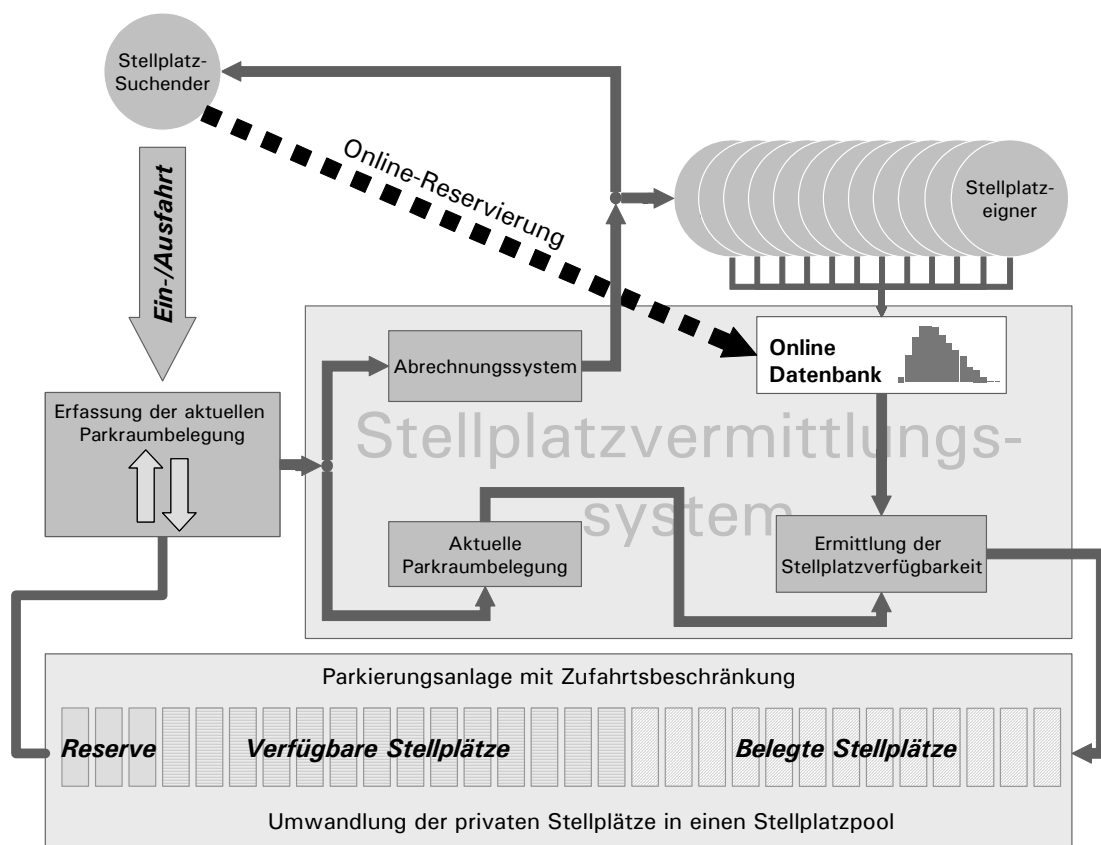 Stellplatz-
Suchender
Online-Reservierung
Stellplatz-
eigner
Ein-/Ausfahrt
Abrechnungssystem
Online
Datenbank
Erfassung der aktuellen
Parkraumbelegung
Stellplatzvermittlungs-
system
Aktuelle
Parkraumbelegung
Ermittlung der
Stellplatzverfügbarkeit
Parkierungsanlage mit Zufahrtsbeschränkung
Reserve
Verfügbare Stellplätze
Belegte Stellplätze
Umwandlung der privaten Stellplätze in einen Stellplatzpool